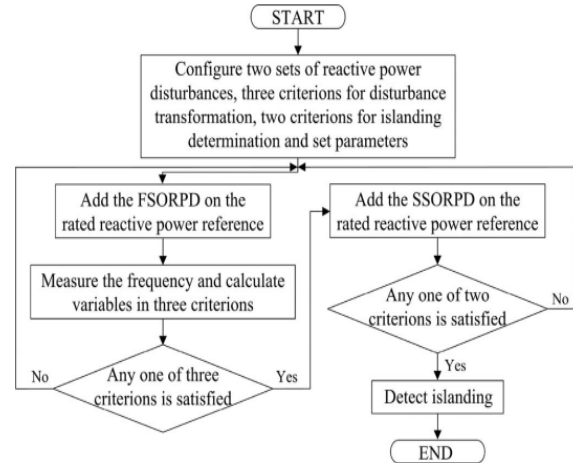 START
Configure two sets of reactive power
disturbances, three criterions for disturbance
transformation, two criterions for islanding
determination and set parameters
Add the FSORPD on the
rated reactive power reference
Measure the frequency and calculate
variables in three criterions
Any one of three
criterions is satisfied
No
Yes
Add the SSORPD on the
rated reactive power reference
Any one of two
criterions is satisfied
No
Yes
Detect islanding
END